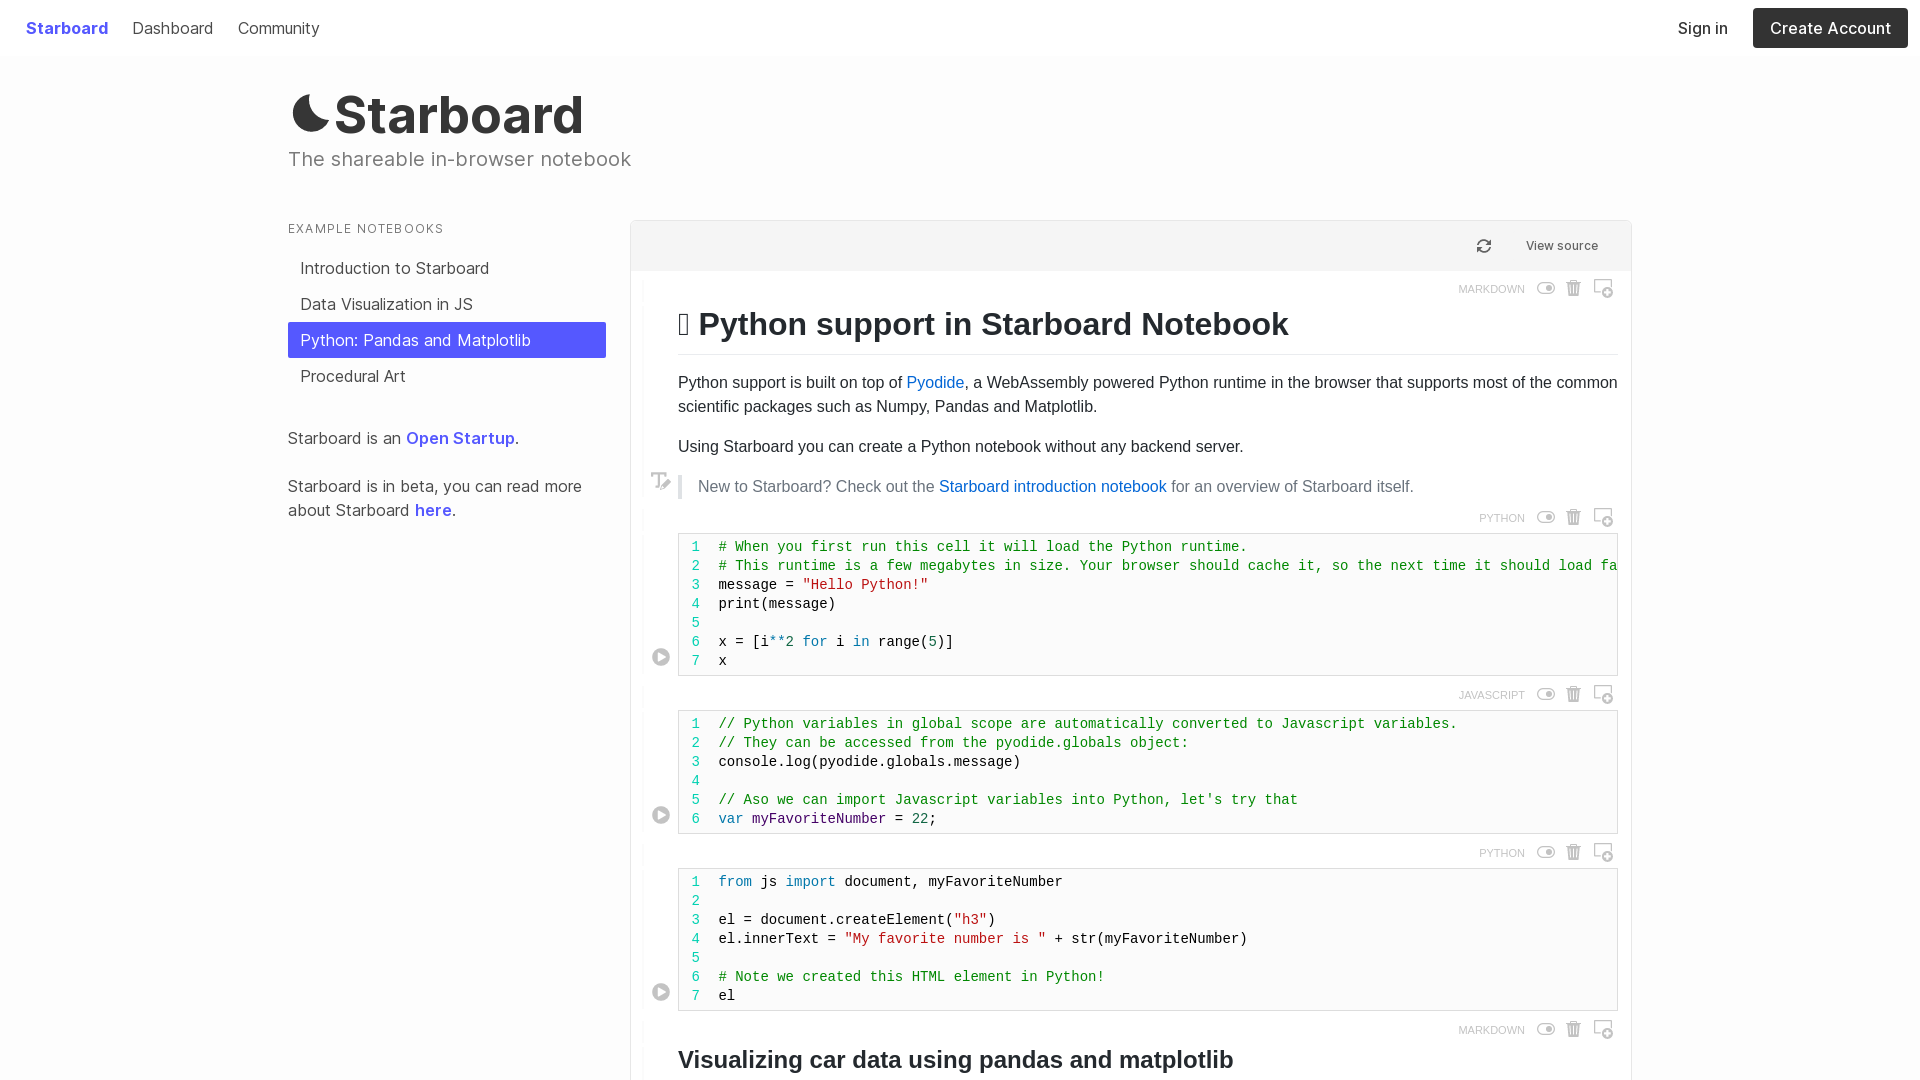 Starboard Dashboard Community Sign in Create Account
Starboard
The shareable in-browser notebook
EXAMPLE NOTEBOOKS
Introduction to Starboard
Data Visualization in JS
Python: Pandas and Matplotlib
Procedural Art
Starboard is an Open Startup.
Starboard is in beta, you can read more
about Starboard here.
View source
MARKDOWN
Python support in Starboard Notebook
Python support is built on top of Pyodide, a WebAssembly powered Python runtime in the browser that supports most of the common
scientific packages such as Numpy, Pandas and Matplotlib.
Using Starboard you can create a Python notebook without any backend server.
New to Starboard? Check out the Starboard introduction notebook for an overview of Starboard itself.
PYTHON
1 # When you first run this cell it will load the Python runtime.
2 # This runtime is a few megabytes in size. Your browser should cache it, so the next time it should load fa
3 message = "Hello Python!"
4 print(message)
5
6 x = [i**2 for i in range(5)]
7 x
JAVASCRIPT
1 // Python variables in global scope are automatically converted to Javascript variables.
2 // They can be accessed from the pyodide.globals object:
3 console.log(pyodide.globals.message)
4
5 // Aso we can import Javascript variables into Python, let's try that
6 var myFavoriteNumber = 22;
PYTHON
1 from js import document, myFavoriteNumber
2
3 el = document.createElement("h3")
4 el.innerText = "My favorite number is " + str(myFavoriteNumber)
5
6 # Note we created this HTML element in Python!
7 el
MARKDOWN
Visualizing car data using pandas and matplotlib